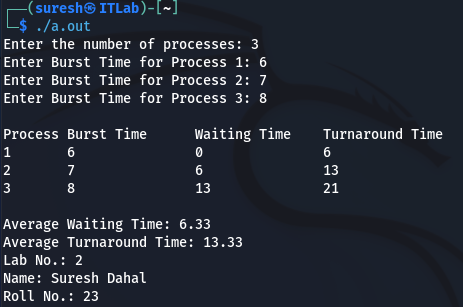 ┌──(suresh㉿ITLab)-[~]
└─$ ./a.out
Enter the number of processes: 3
Enter Burst Time for Process 1: 6
Enter Burst Time for Process 2: 7
Enter Burst Time for Process 3: 8

Process Burst Time      Waiting Time    Turnaround Time
1       6               0               6
2       7               6               13
3       8               13              21

Average Waiting Time: 6.33
Average Turnaround Time: 13.33
Lab No.: 2
Name: Suresh Dahal
Roll No.: 23